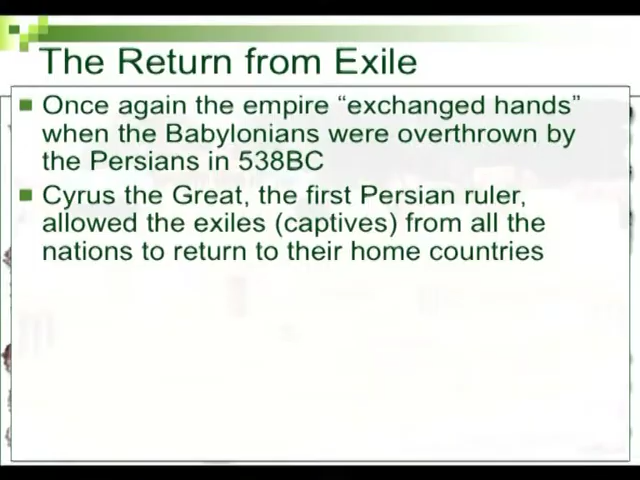 The Return from Exile
Once again the empire “exchanged hands”
when the Babylonians were overthrown by
the Persians in 538BC
Cyrus the Great, the first Persian ruler,
allowed the exiles (captives) from all the
nations to return to their home countries